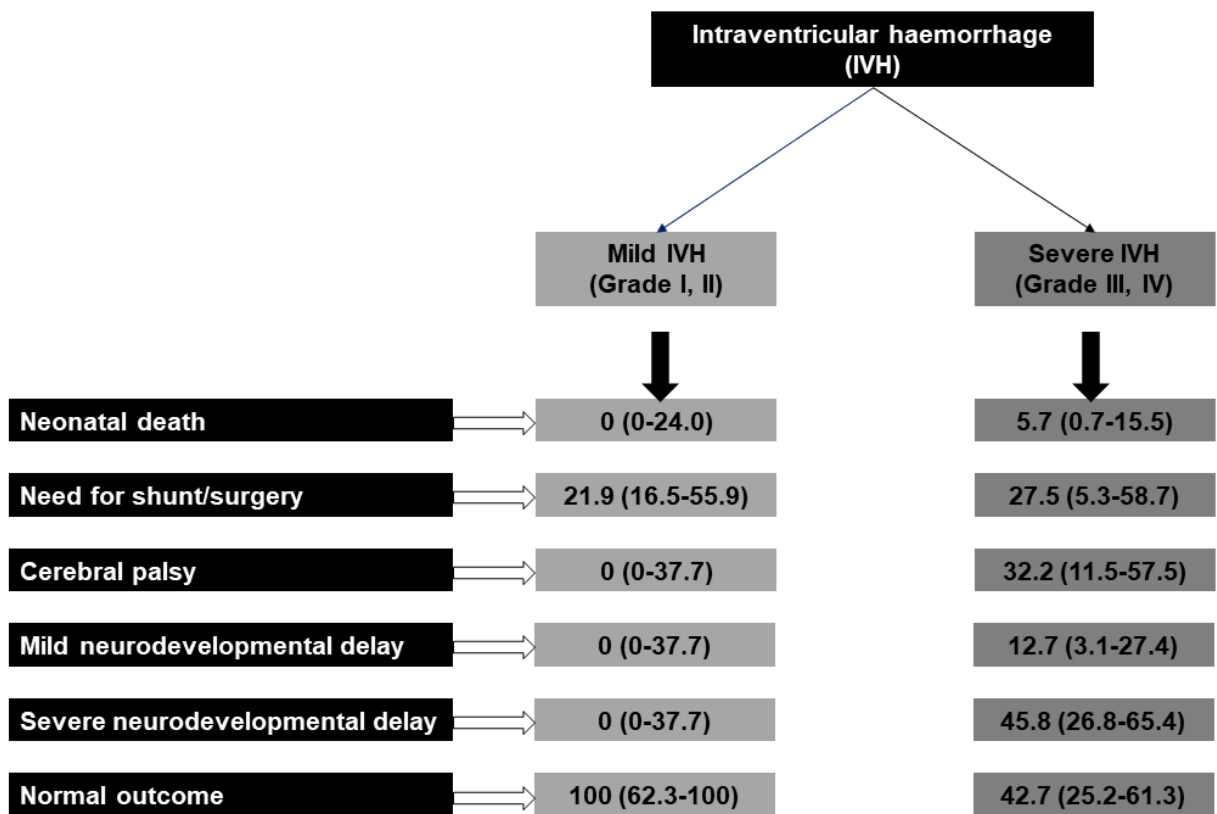 Intraventricular haemorrhage
(IVH)
Mild IVH
(Grade I, II)
Severe IVH
(Grade III, IV)
Neonatal death
0 (0-24.0)
5.7 (0.7-15.5)
Need for shunt/surgery
21.9 (16.5-55.9)
27.5 (5.3-58.7)
Cerebral palsy
0 (0-37.7)
32.2 (11.5-57.5)
Mild neurodevelopmental delay
0 (0-37.7)
12.7 (3.1-27.4)
Severe neurodevelopmental delay
0 (0-37.7)
45.8 (26.8-65.4)
Normal outcome
100 (62.3-100)
42.7 (25.2-61.3)